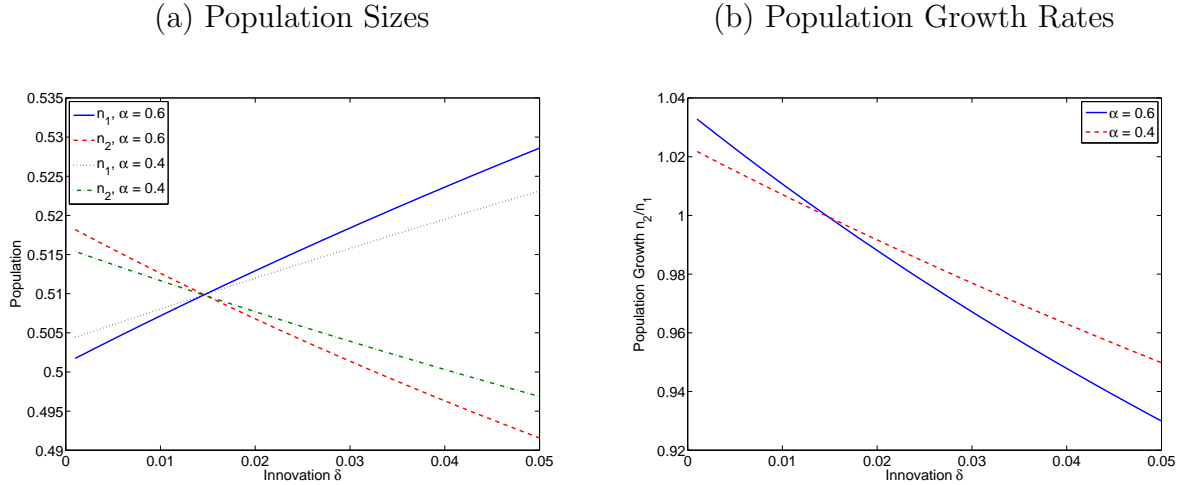 (a) Population Sizes
0.535
0.53
0.525
0.52
0.515
0.51
0.505
0.5
0.495
0.49
Population
n₁, α = 0.6
n₂, α = 0.6
n₁, α = 0.4
n₂, α = 0.4
0 0.01 0.02 0.03 0.04 0.05
Innovation δ
(b) Population Growth Rates
1.04
1.02
1
0.98
0.96
0.94
0.92
Population Growth n₂/n₁
α = 0.6
α = 0.4
0 0.01 0.02 0.03 0.04 0.05
Innovation δ